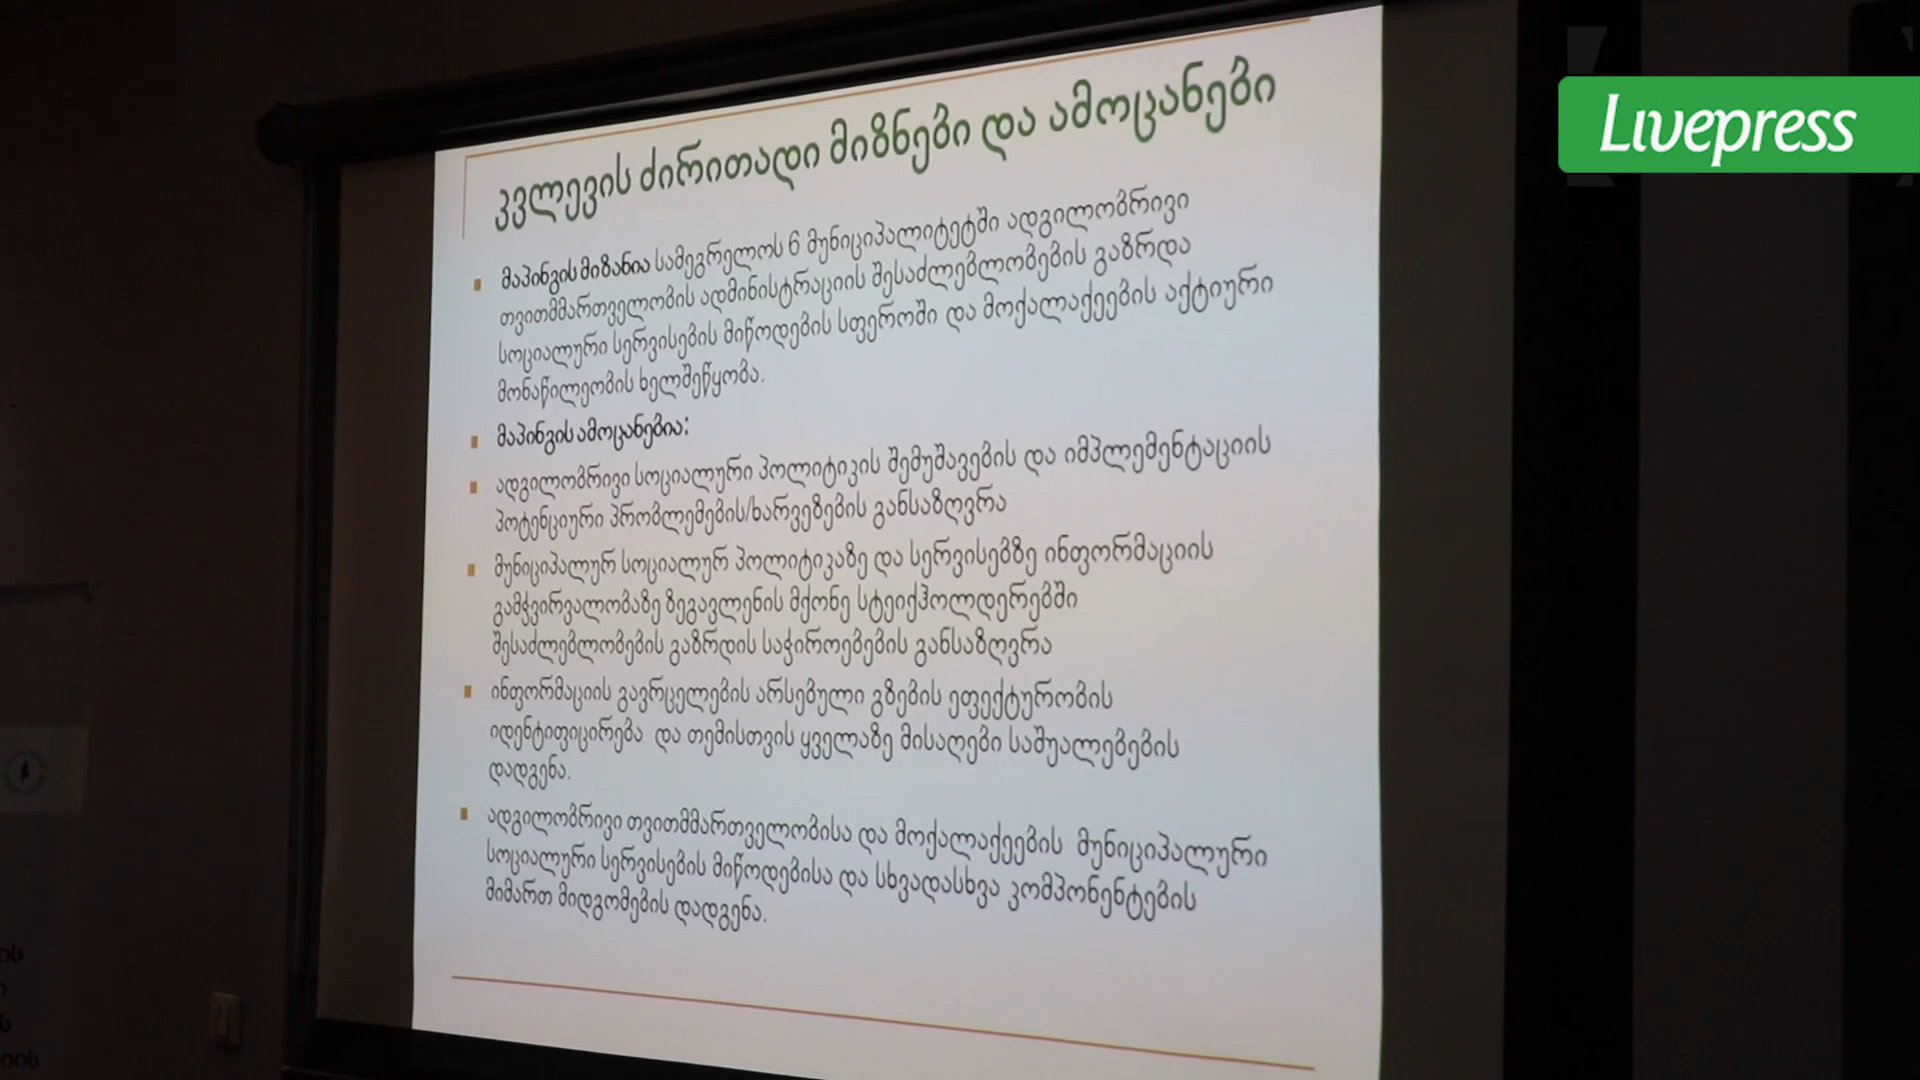 Livepress
კვლევის ძირითადი მიზნები და ამოცანები
მაპინგის მიზანია სამეგრელოს 6 მუნიციპალიტეტში ადგილობრივი
თვითმმართველობის ადმინისტრაციის შესაძლებლობების გაზრდა
სოციალური სერვისების მიწოდების სფეროში და მოქალაქეების აქტიური
მონაწილეობის ხელშეწყობა.
მაპინგის ამოცანებია:
ადგილობრივი სოციალური პოლიტიკის შემუშავების და იმპლემენტაციის
პოტენციური პრობლემების/ხარვეზების განსაზღვრა
მუნიციპალურ სოციალურ პოლიტიკაზე და სერვისებზე ინფორმაციის
გამჭვირვალობაზე ზეგავლენის მქონე სტეიქჰოლდერებში
შესაძლებლობების გაზრდის საჭიროებების განსაზღვრა
ინფორმაციის გავრცელების არსებული გზების ეფექტურობის
იდენტიფიცირება და თემისთვის ყველაზე მისაღები საშუალებების
დადგენა.
ადგილობრივი თვითმმართველობისა და მოქალაქეების მუნიციპალური
სოციალური სერვისების მიწოდებისა და სხვადასხვა კომპონენტების
მიმართ მიდგომების დადგენა.